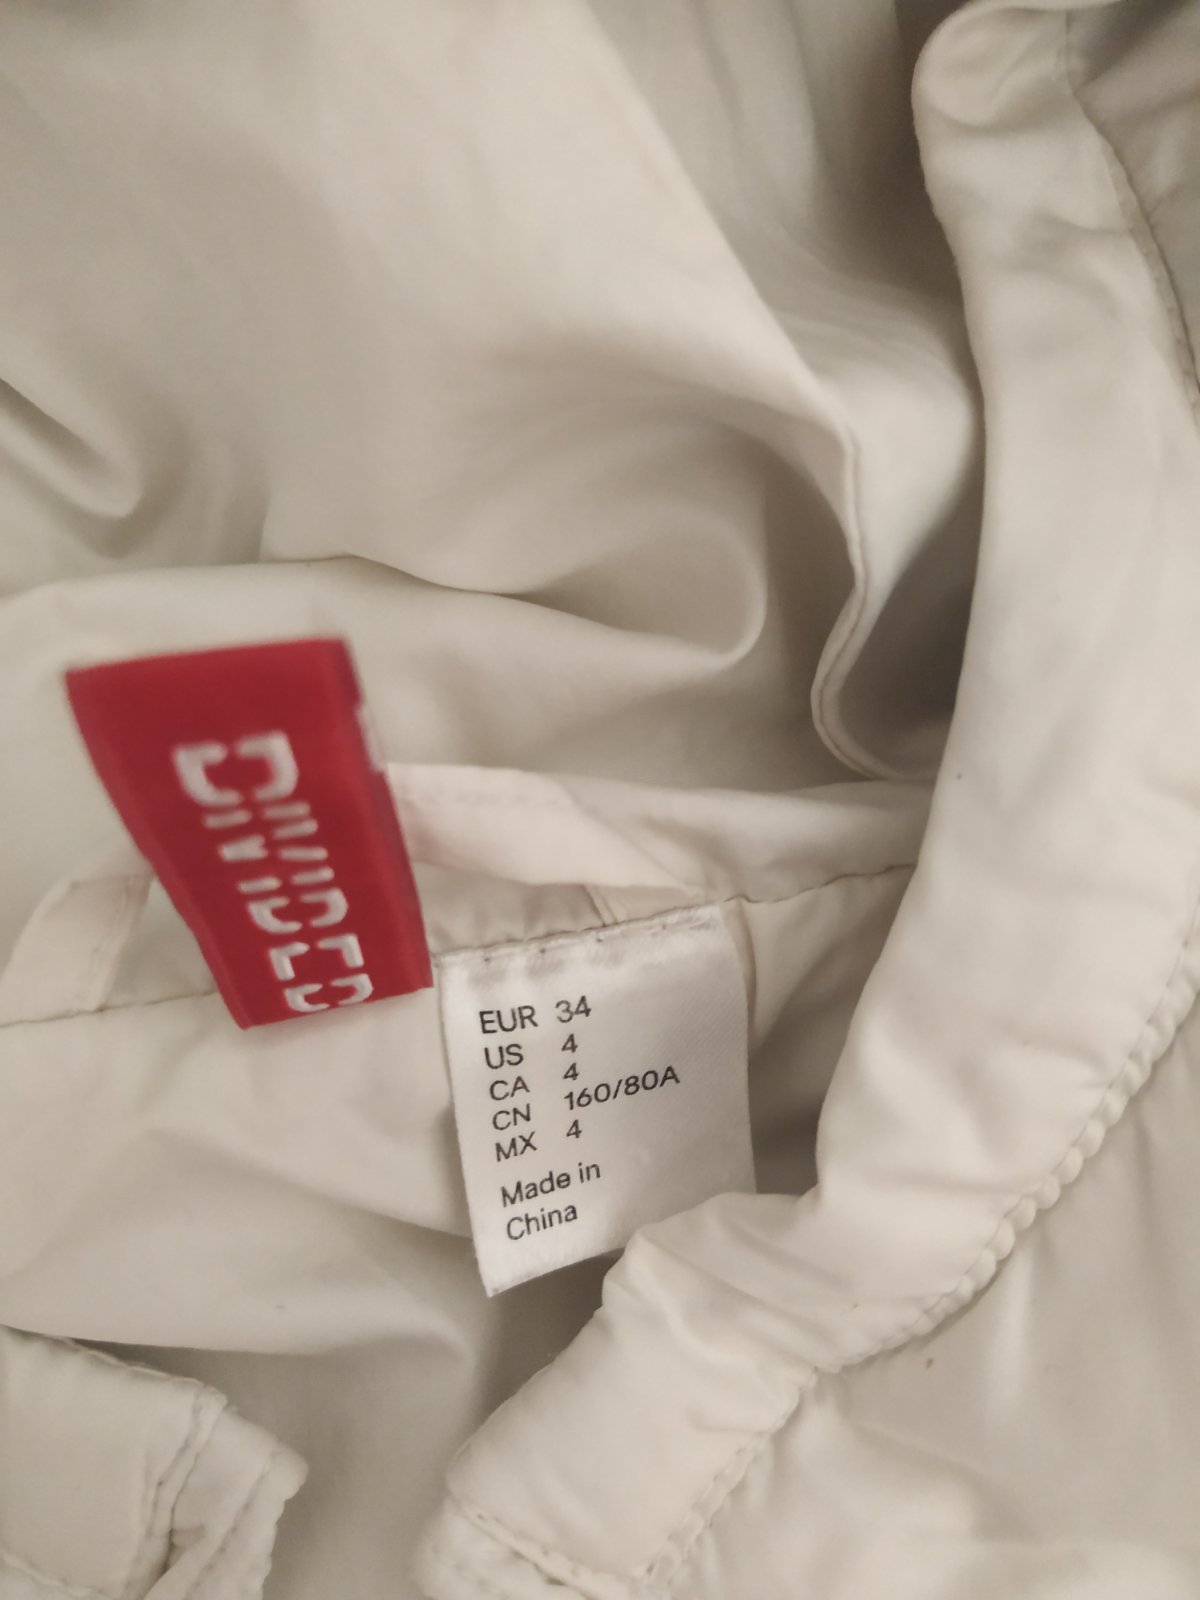 DIVIDED
EUR 34
US 4
CA 4
CN 160/80A
MX 4
Made in
China